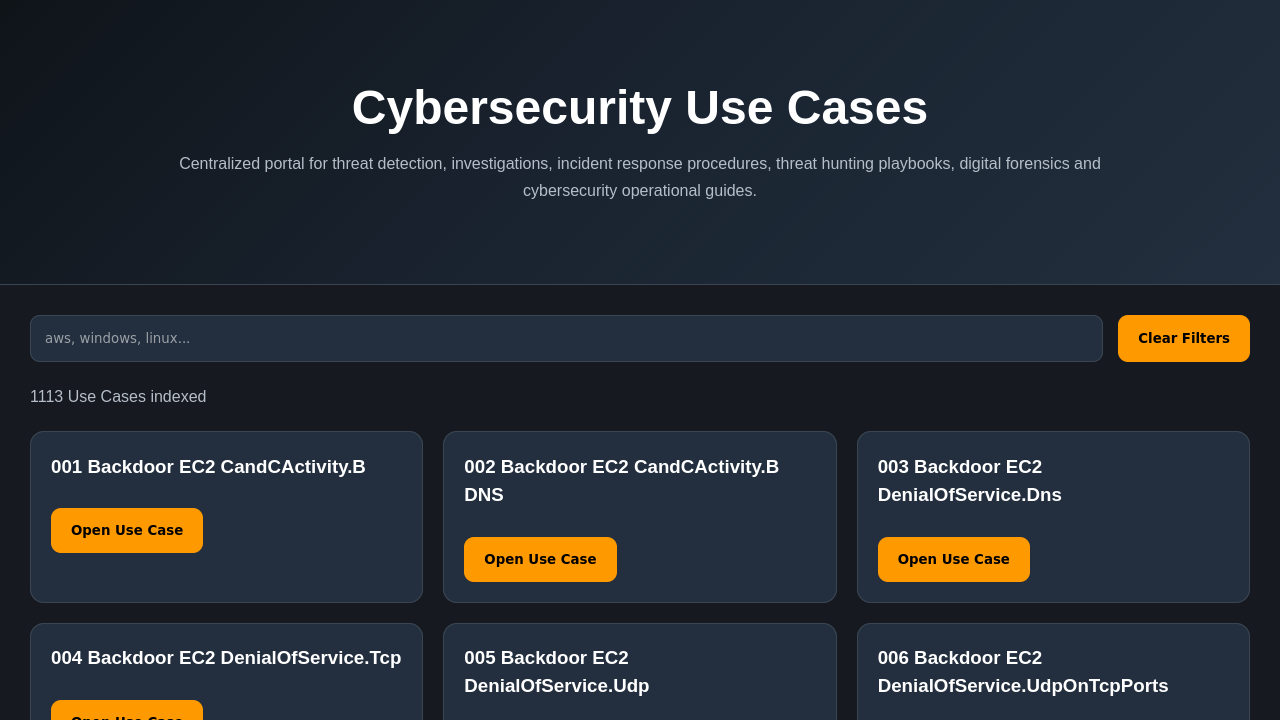 Cybersecurity Use Cases
Centralized portal for threat detection, investigations, incident response procedures, threat hunting playbooks, digital forensics and
cybersecurity operational guides.
aws, windows, linux...
Clear Filters
1113 Use Cases indexed
001 Backdoor EC2 CandCActivity.B
Open Use Case
002 Backdoor EC2 CandCActivity.B
DNS
Open Use Case
003 Backdoor EC2
DenialOfService.Dns
Open Use Case
004 Backdoor EC2 DenialOfService.Tcp
Open Use Case
005 Backdoor EC2
DenialOfService.Udp
006 Backdoor EC2
DenialOfService.UdpOnTcpPorts